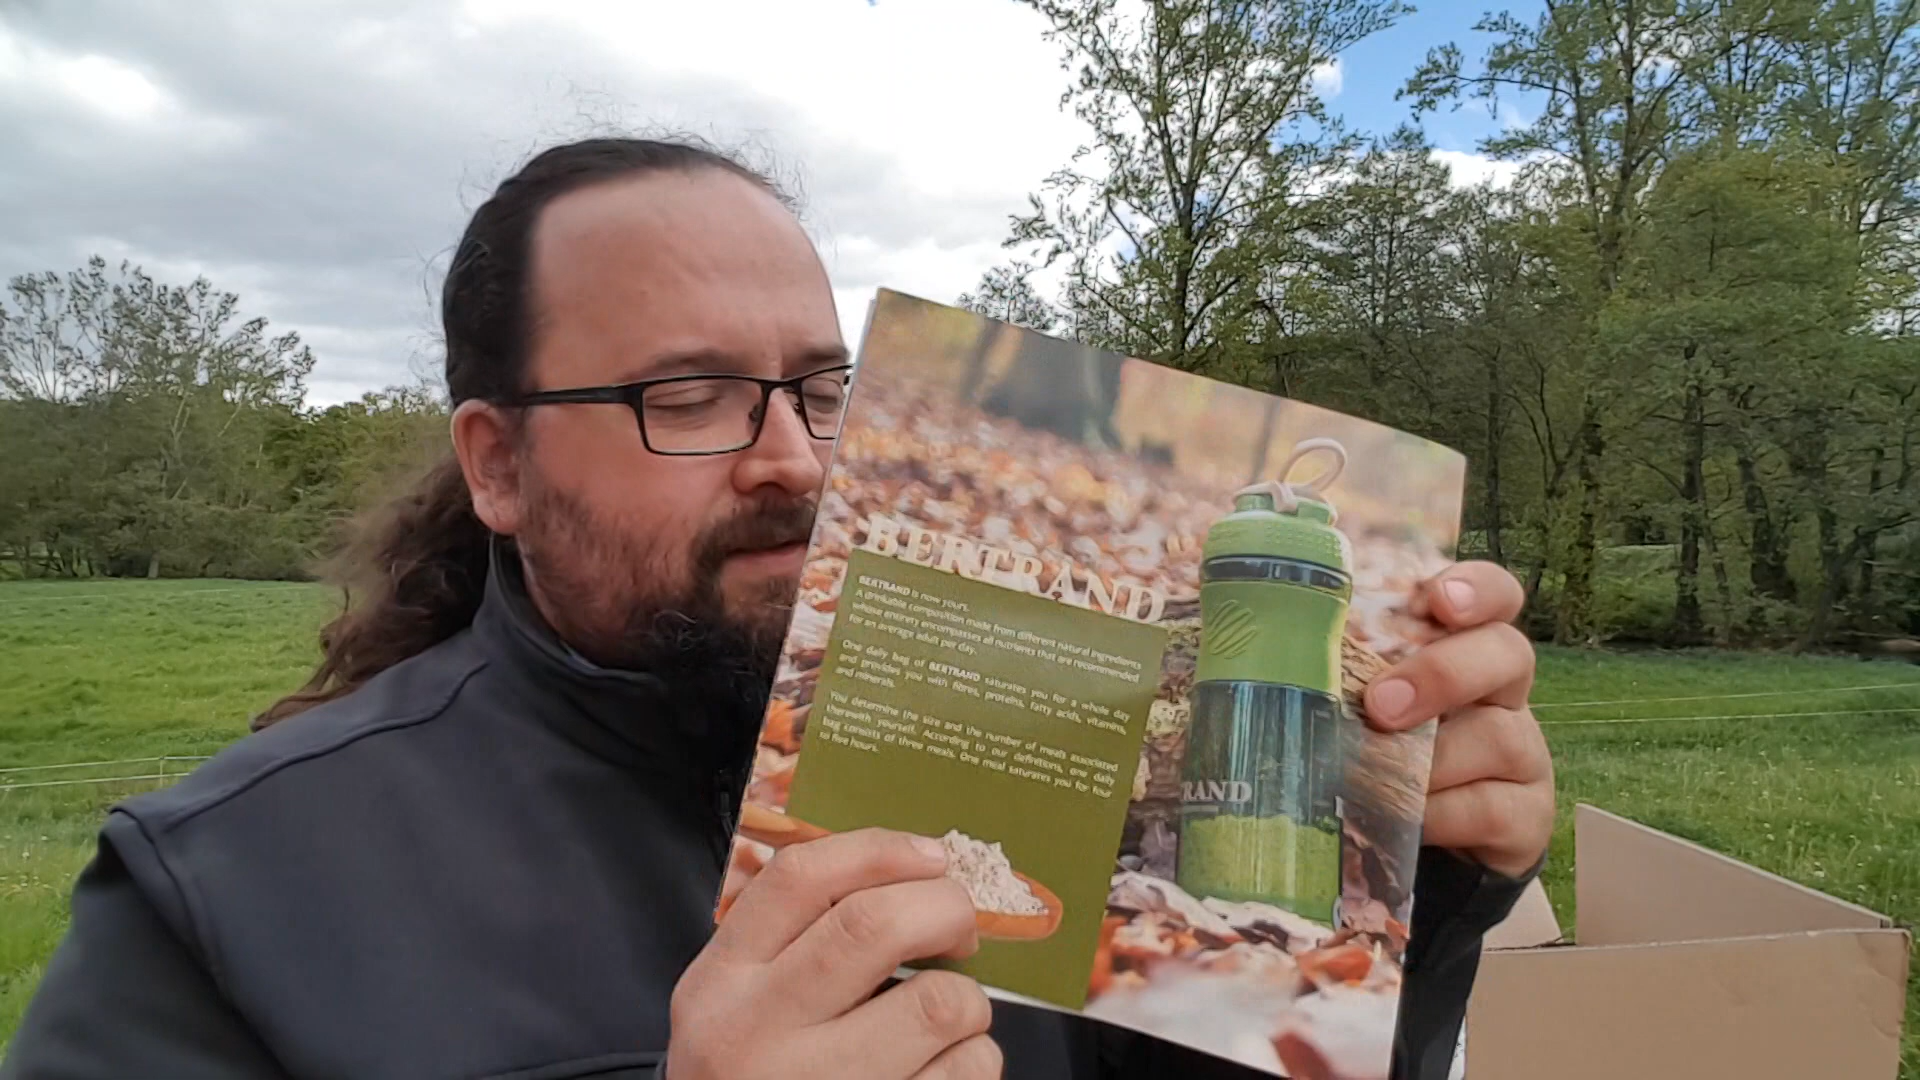 BERTRAND
BERTRAND is now yours.
A drinkable composition made from different natural ingredients
whose entirety encompasses all nutrients that are recommended
for an average adult per day.
One daily bag of BERTRAND saturates you for a whole day
and provides you with fibres, proteins, fatty acids, vitamins,
and minerals.
You determine the size and the number of meals associated
therewith yourself. According to our definitions, one daily
bag consists of three meals. One meal saturates you for four
to five hours.
RAND